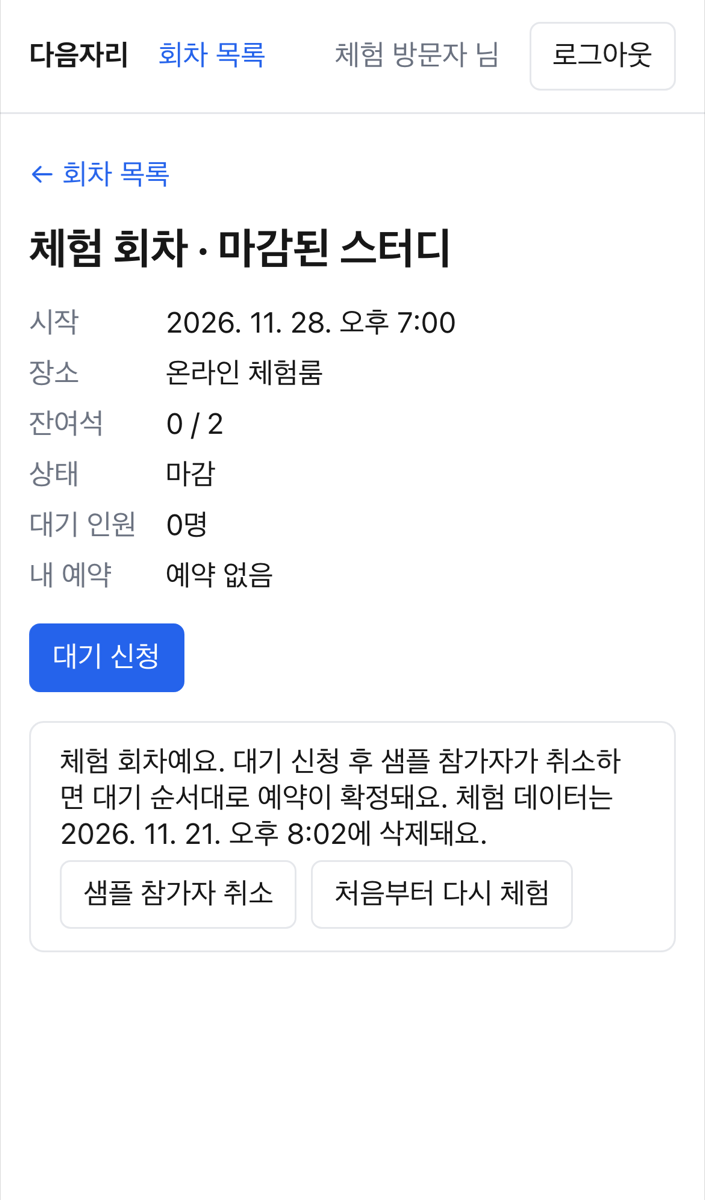 다음자리 회차 목록 체험 방문자 님 로그아웃
← 회차 목록
체험 회차 · 마감된 스터디
시작 2026. 11. 28. 오후 7:00
장소 온라인 체험룸
잔여석 0 / 2
상태 마감
대기 인원 0명
내 예약 예약 없음
대기 신청
체험 회차예요. 대기 신청 후 샘플 참가자가 취소하
면 대기 순서대로 예약이 확정돼요. 체험 데이터는
2026. 11. 21. 오후 8:02에 삭제돼요.
샘플 참가자 취소 처음부터 다시 체험